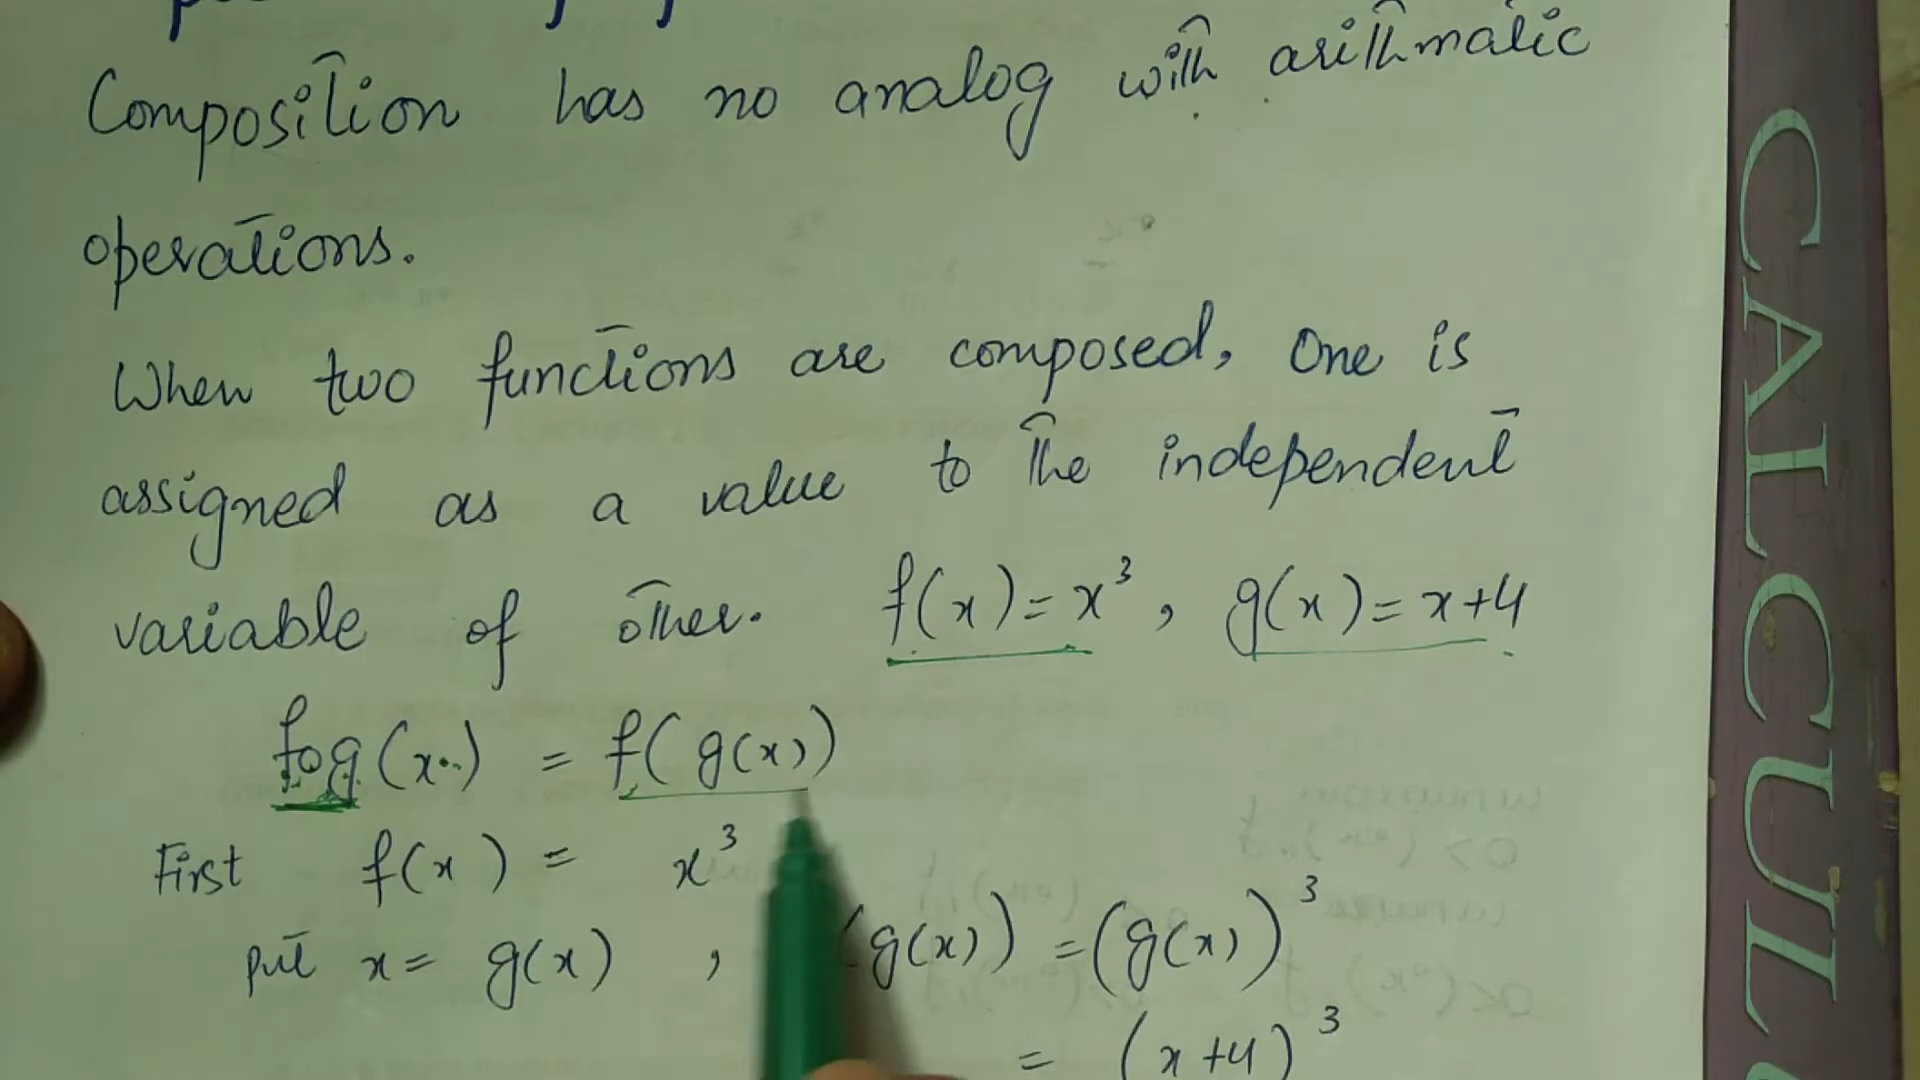 Composition has no analog with arithmatic
operations.
When two functions are composed, One is
assigned as a value to the independent
variable of other. f(x) = x³, g(x) = x+4
fog(x) = f(g(x))
First f(x) = x³
put x = g(x) , (g(x)) = (g(x))³
= (x+4)³
CALCUL